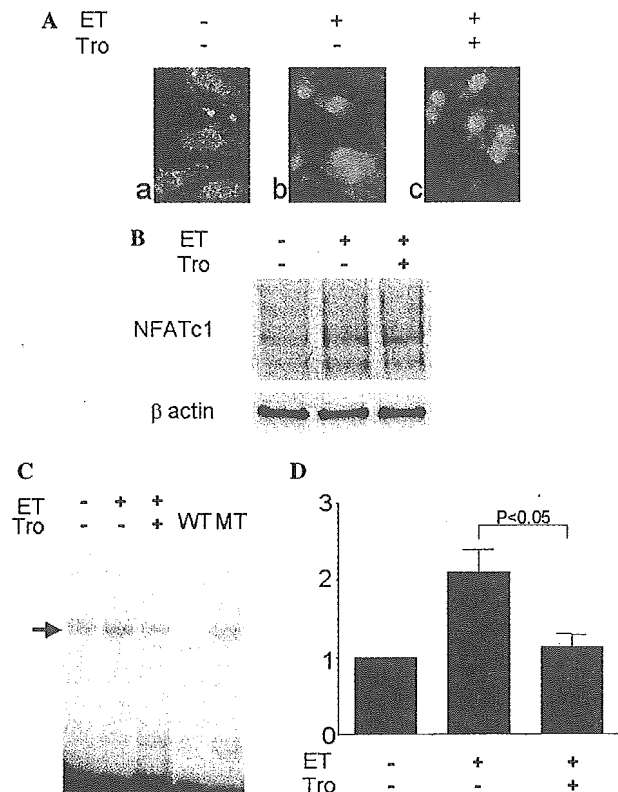 A ET - + +
Tro - - +
a b c
B ET - + +
Tro - - +
NFATc1
β actin
C
ET - + +
Tro - - + WT MT
D
3
P<0.05
2
1
0
ET - + +
Tro - - +